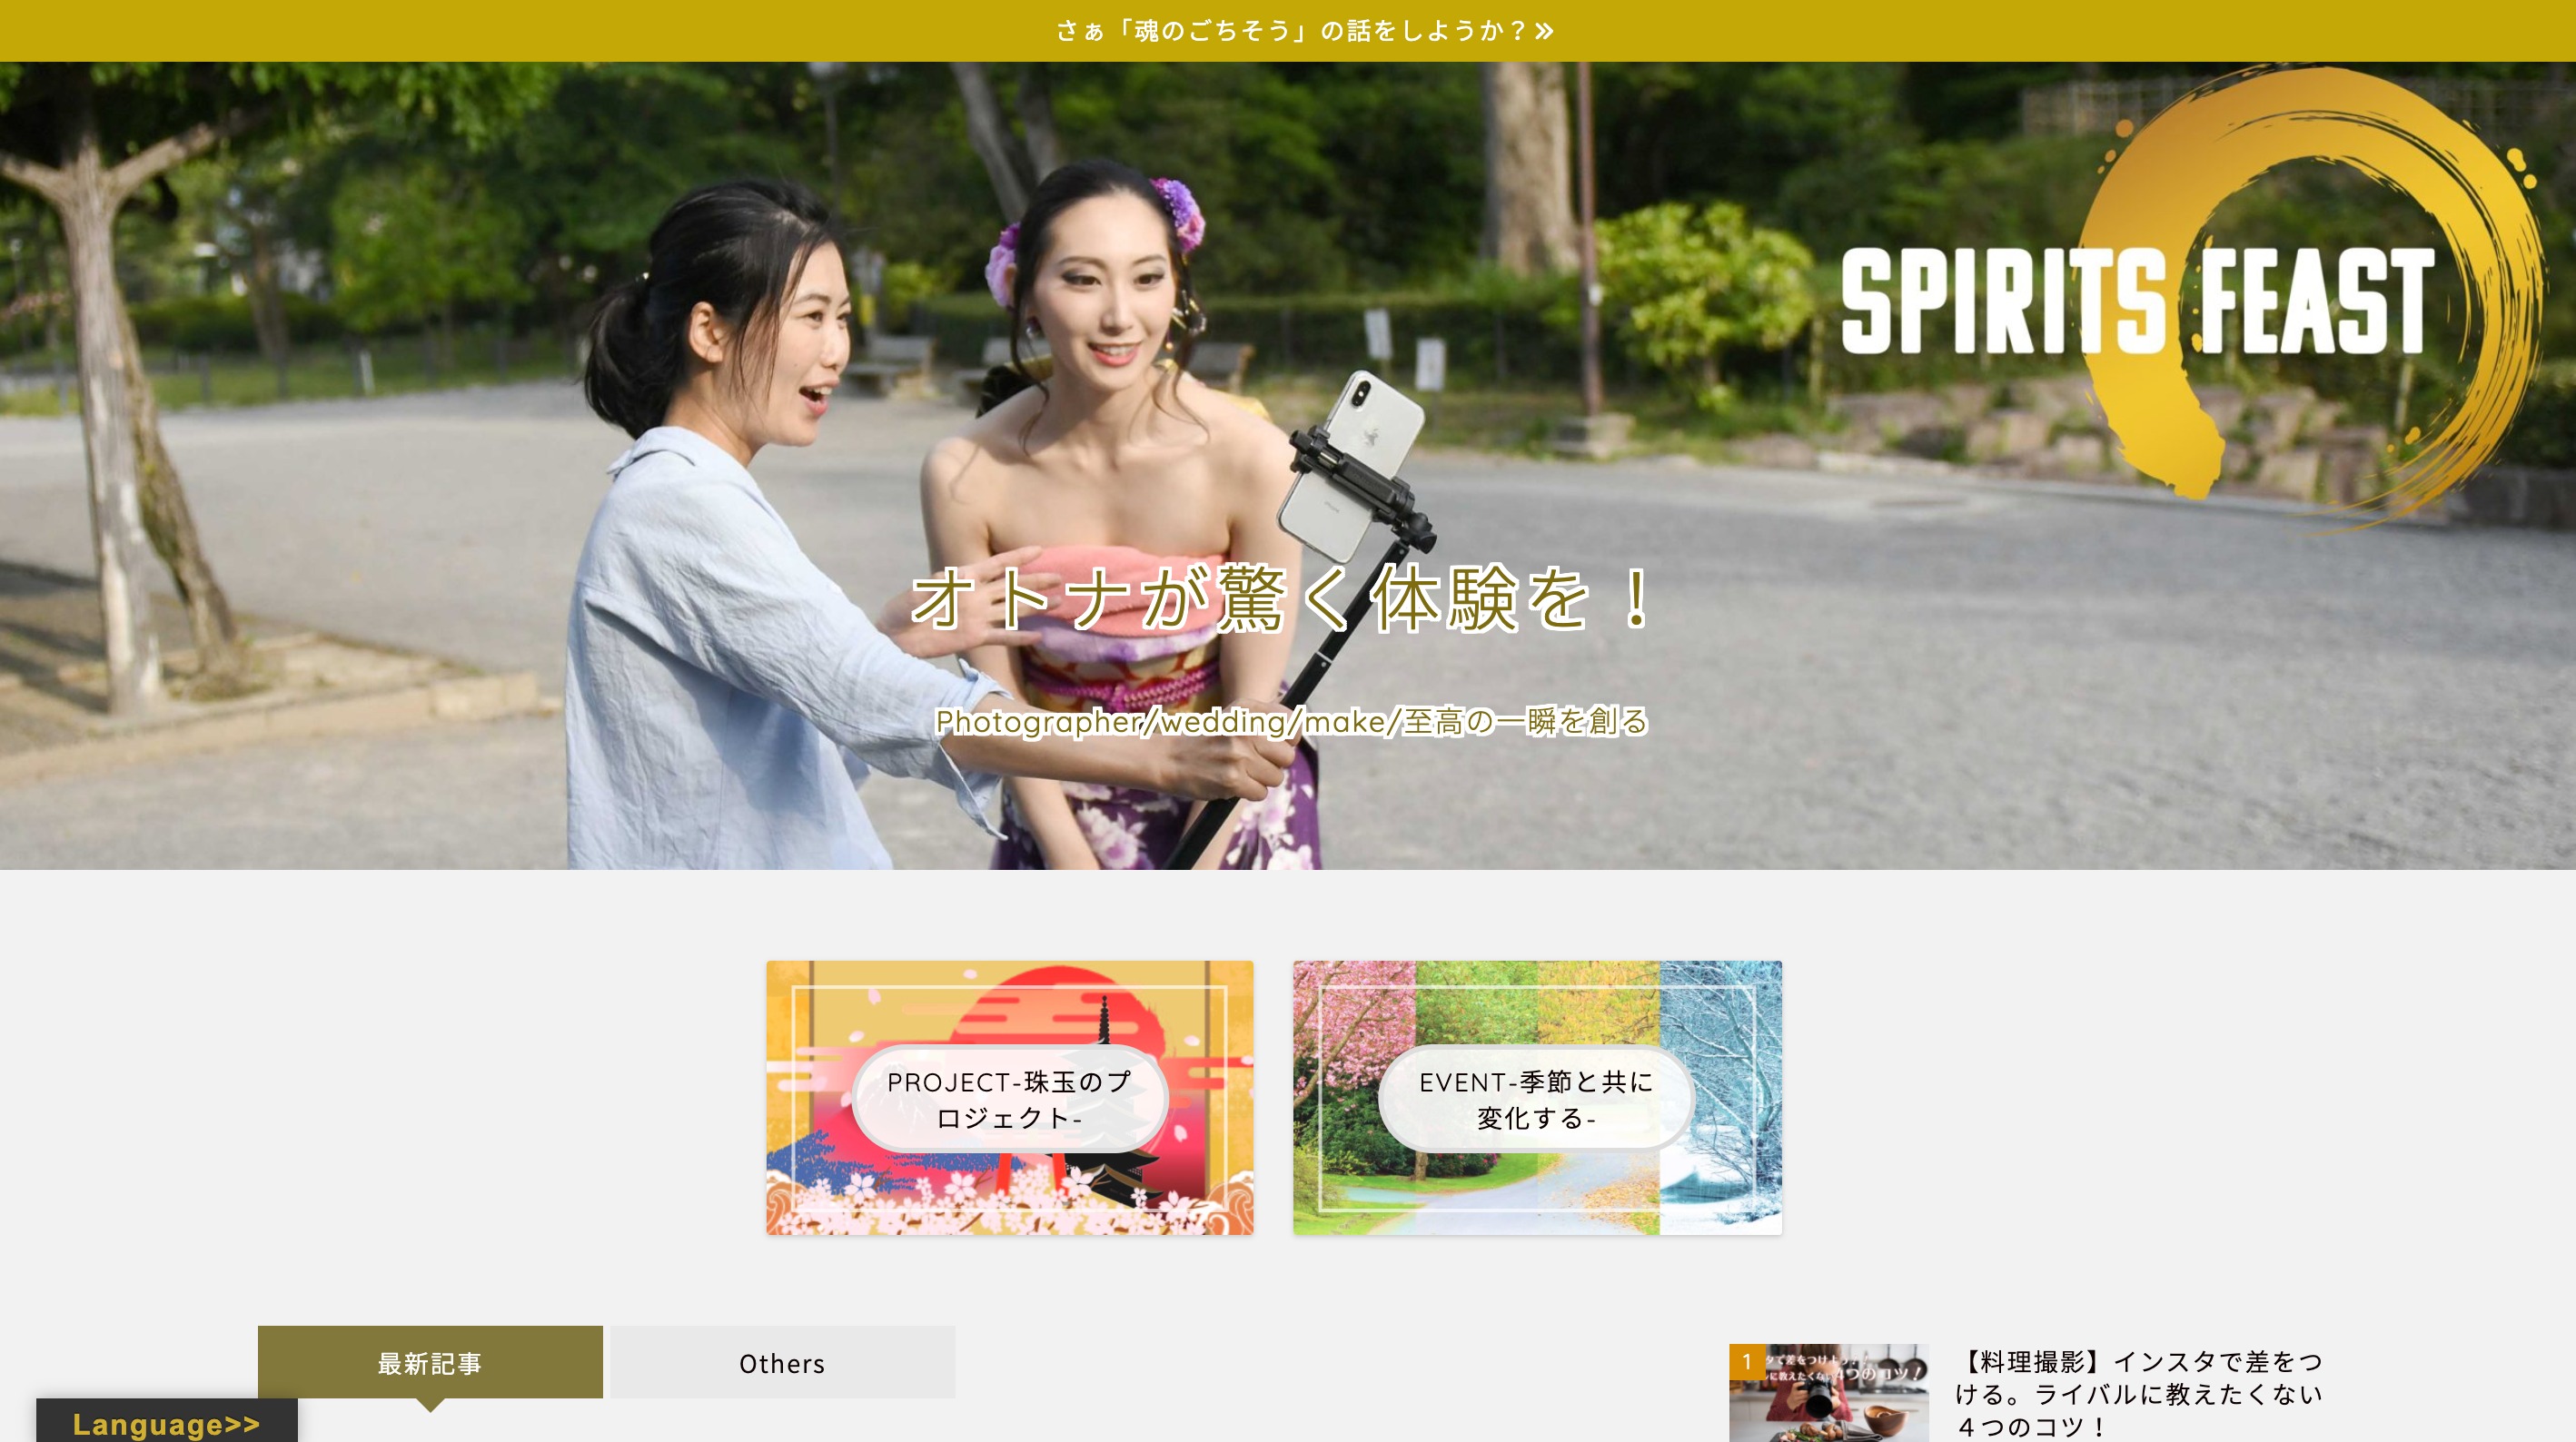 さぁ「魂のごちそう」の話をしようか？»
SPIRITS FEAST
オトナが驚く体験を！
Photographer/wedding/make/至高の一瞬を創る
PROJECT-珠玉のプ
ロジェクト-
EVENT-季節と共に
変化する-
最新記事
Others
Language>>
1
【料理撮影】インスタで差をつ
ける。ライバルに教えたくない
４つのコツ！